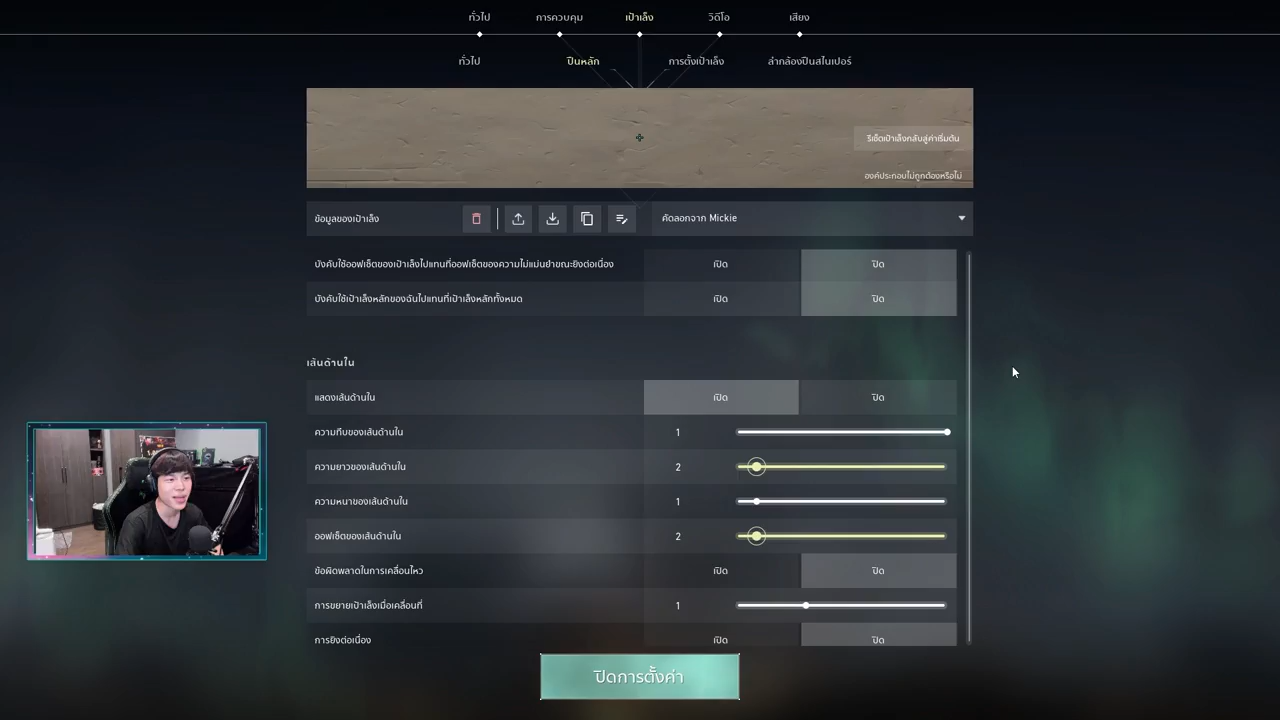 ทั่วไป การควบคุม เป้าเล็ง วิดีโอ เสียง
ทั่วไป ปืนหลัก การตั้งเป้าเล็ง ลำกล้องปืนสไนเปอร์
รีเซ็ตเป้าเล็งกลับสู่ค่าเริ่มต้น
องค์ประกอบไม่ถูกต้องหรือไม่
ข้อมูลของเป้าเล็ง คัดลอกจาก Mickie
บังคับใช้ออฟเซ็ตของเป้าเล็งไปแทนที่ออฟเซ็ตของความไม่แม่นยำขณะยิงต่อเนื่อง เปิด ปิด
บังคับใช้เป้าเล็งหลักของฉันไปแทนที่เป้าเล็งหลักทั้งหมด เปิด ปิด
เส้นด้านใน
แสดงเส้นด้านใน เปิด ปิด
ความทึบของเส้นด้านใน 1
ความยาวของเส้นด้านใน 2
ความหนาของเส้นด้านใน 1
ออฟเซ็ตของเส้นด้านใน 2
ข้อผิดพลาดในการเคลื่อนไหว เปิด ปิด
การขยายเป้าเล็งเมื่อเคลื่อนที่ 1
การยิงต่อเนื่อง เปิด ปิด
ปิดการตั้งค่า